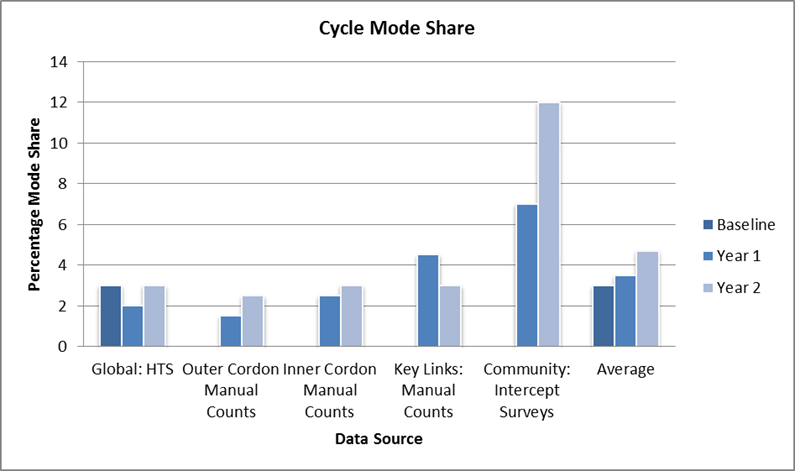 Cycle Mode Share
Percentage Mode Share
14
12
10
8
6
4
2
0
Global: HTS
Outer Cordon
Manual
Counts
Inner Cordon
Manual
Counts
Key Links:
Manual
Counts
Community:
Intercept
Surveys
Average
Data Source
Baseline
Year 1
Year 2